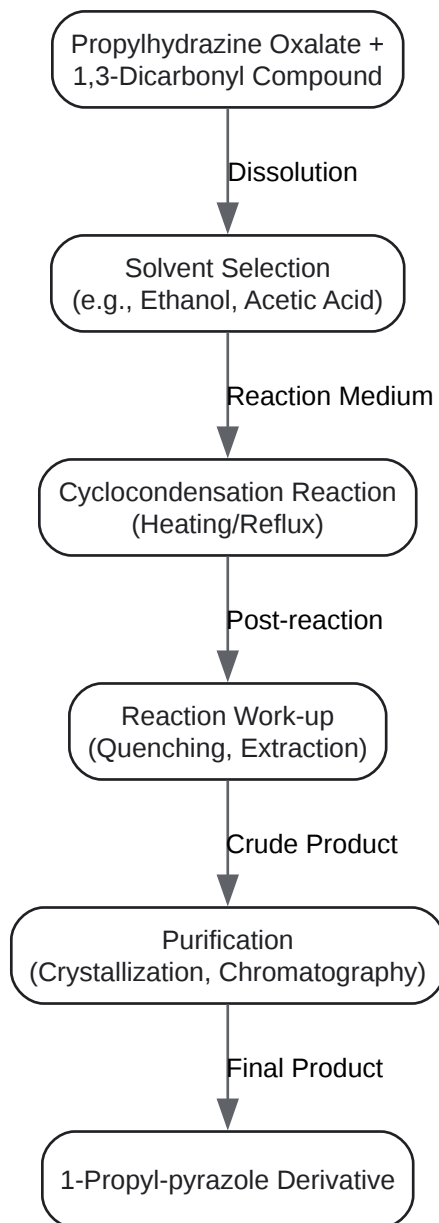 Propylhydrazine Oxalate +
1,3-Dicarbonyl Compound
Dissolution
Solvent Selection
(e.g., Ethanol, Acetic Acid)
Reaction Medium
Cyclocondensation Reaction
(Heating/Reflux)
Post-reaction
Reaction Work-up
(Quenching, Extraction)
Crude Product
Purification
(Crystallization, Chromatography)
Final Product
1-Propyl-pyrazole Derivative